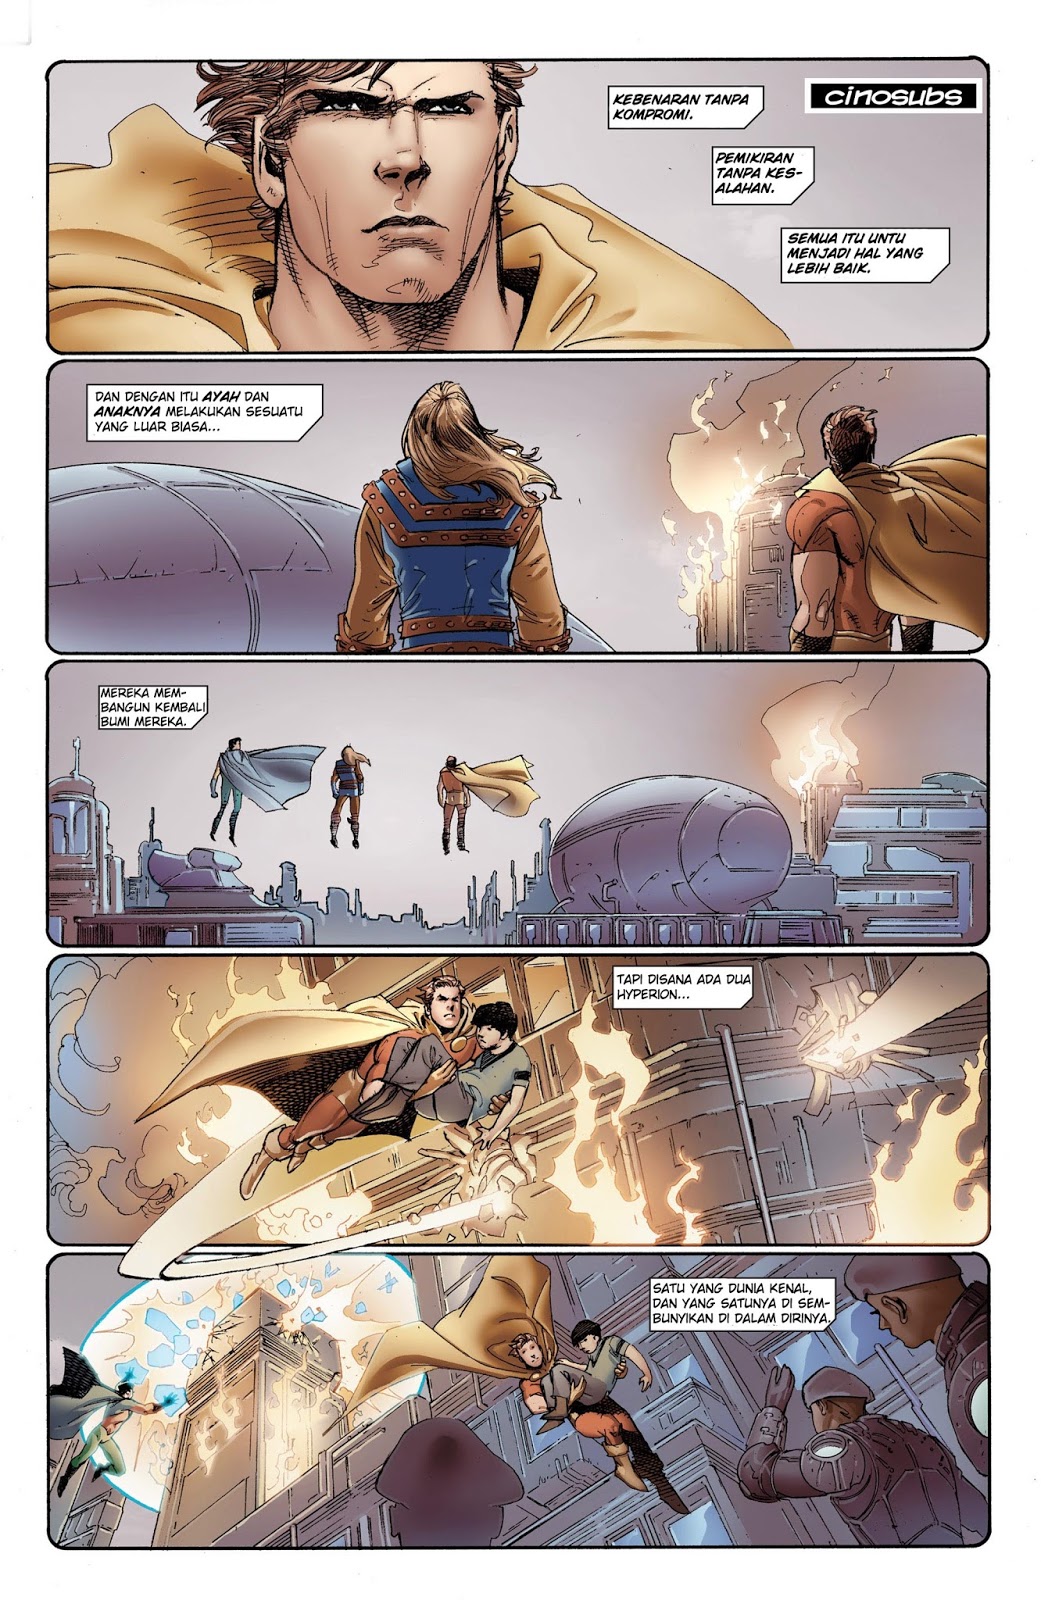 KEBENARAN TANPA
KOMPROMI.
cinosubs
PEMIKIRAN
TANPA KES-
ALAHAN.
SEMUA ITU UNTU
MENJADI HAL YANG
LEBIH BAIK.
DAN DENGAN ITU AYAH DAN
ANAKNYA MELAKUKAN SESUATU
YANG LUAR BIASA...
MEREKA MEM-
BANGUN KEMBALI
BUMI MEREKA.
TAPI DISANA ADA DUA
HYPERION...
SATU YANG DUNIA KENAL,
DAN YANG SATUNYA DI SEM-
BUNYIKAN DI DALAM DIRINYA.